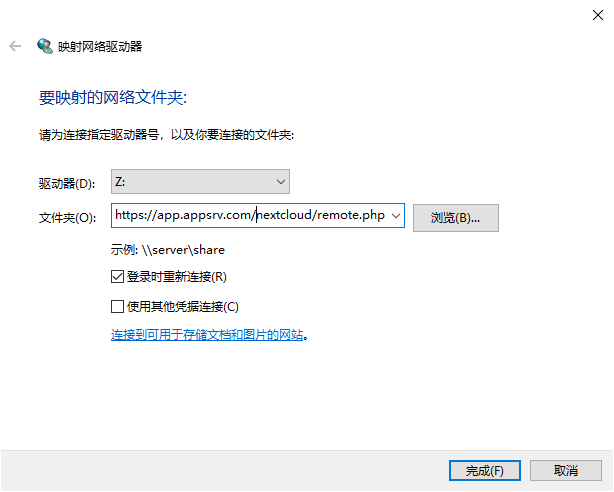 映射网络驱动器
要映射的网络文件夹:
请为连接指定驱动器号，以及你要连接的文件夹:
驱动器(D): Z:
文件夹(O): https://app.appsrv.com/nextcloud/remote.php 浏览(B)...
示例: \\server\share
登录时重新连接(R)
使用其他凭据连接(C)
连接到可用于存储文档和图片的网站。
完成(F) 取消